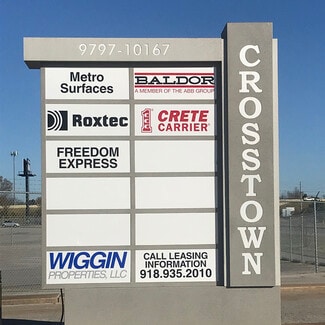 9797-10167
CROSSTOWN
Metro
Surfaces
BALDOR
A MEMBER OF THE ABB GROUP
Roxtec
CRETE
CARRIER
FREEDOM
EXPRESS
WIGGIN
PROPERTIES, LLC
CALL LEASING
INFORMATION
918.935.2010